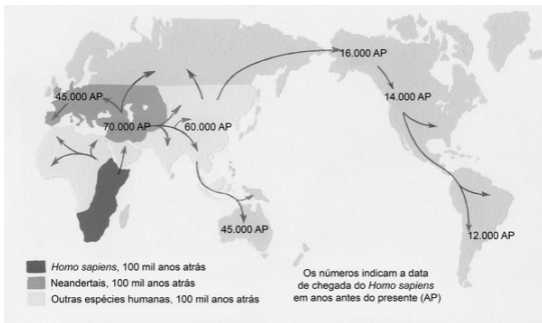 16.000 AP
45.000 AP
14.000 AP
70.000 AP
60.000 AP
45.000 AP
12.000 AP
Homo sapiens, 100 mil anos atrás
Neandertais, 100 mil anos atrás
Outras espécies humanas, 100 mil anos atrás
Os números indicam a data
de chegada do Homo sapiens
em anos antes do presente (AP)